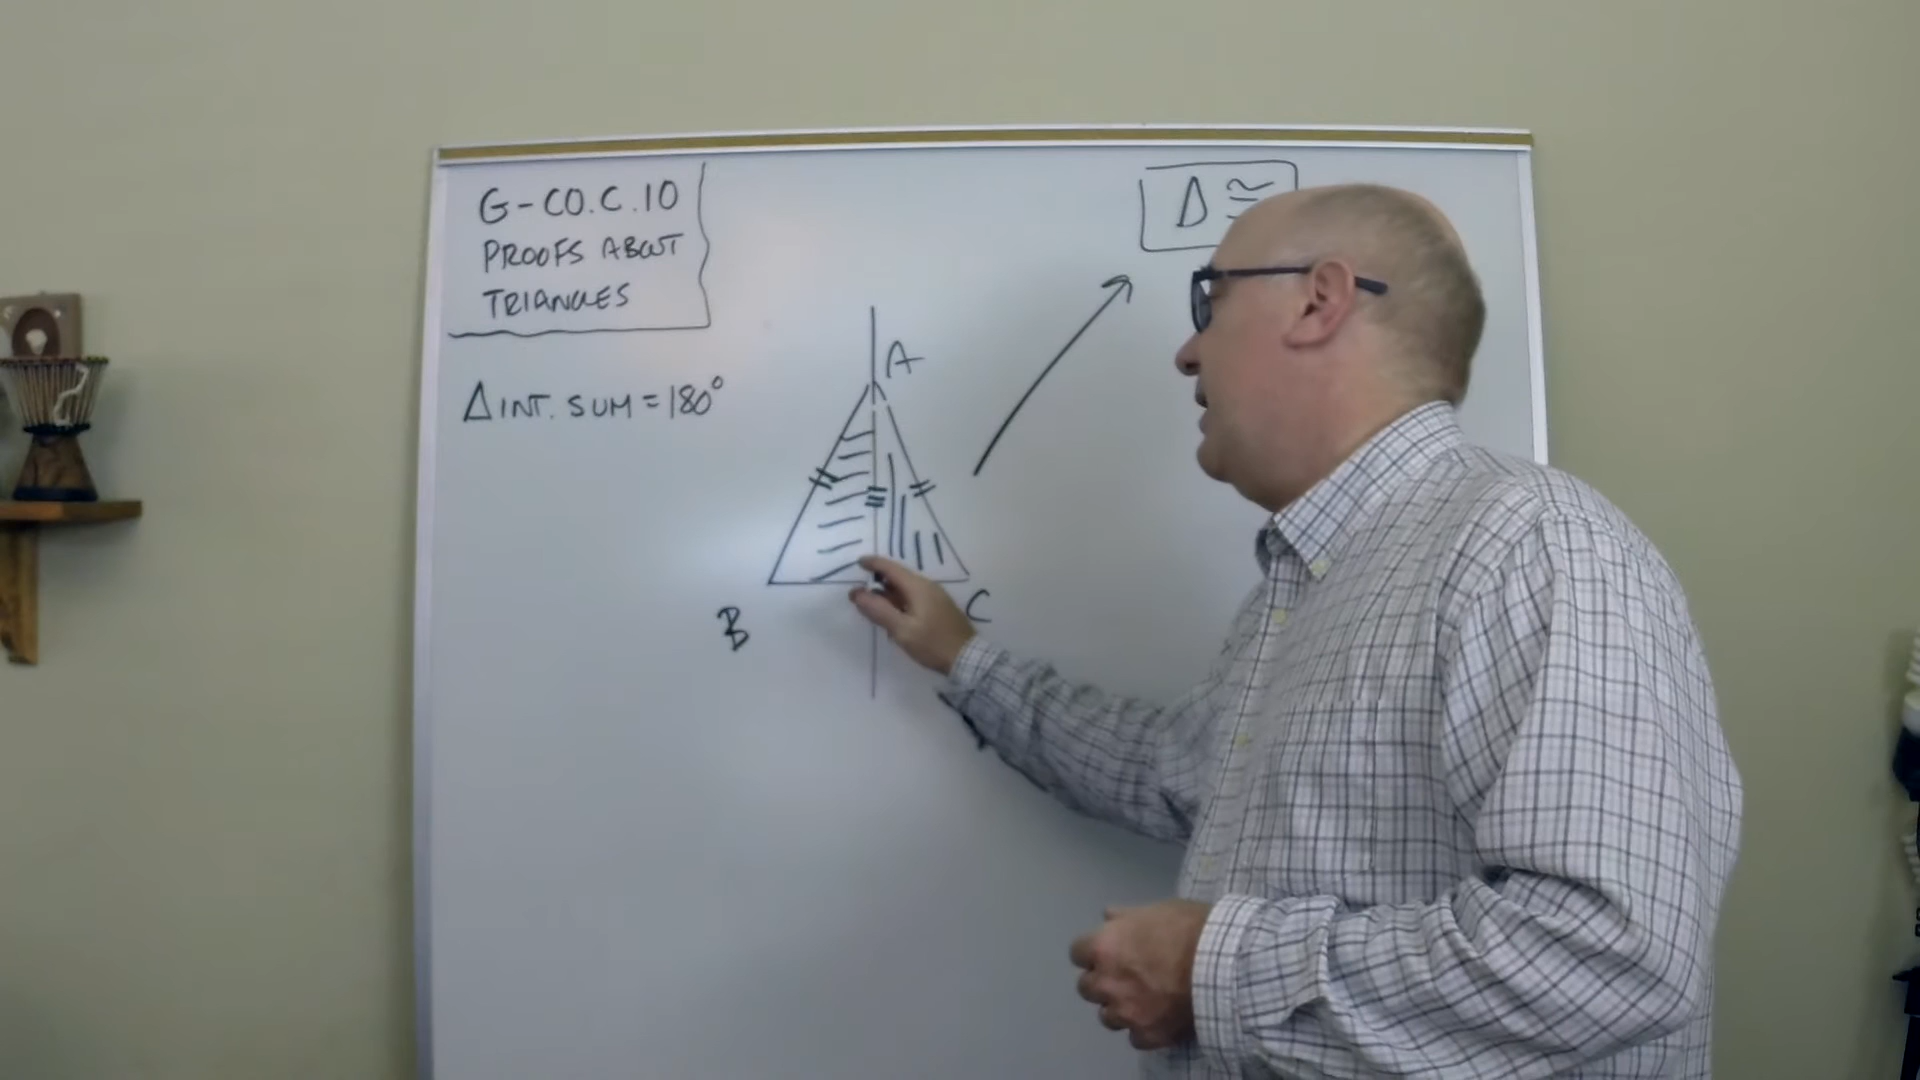 G-CO.C.10
PROOFS ABOUT
TRIANGLES
Δ ≅
Δ INT. SUM = 180°
A
B
C